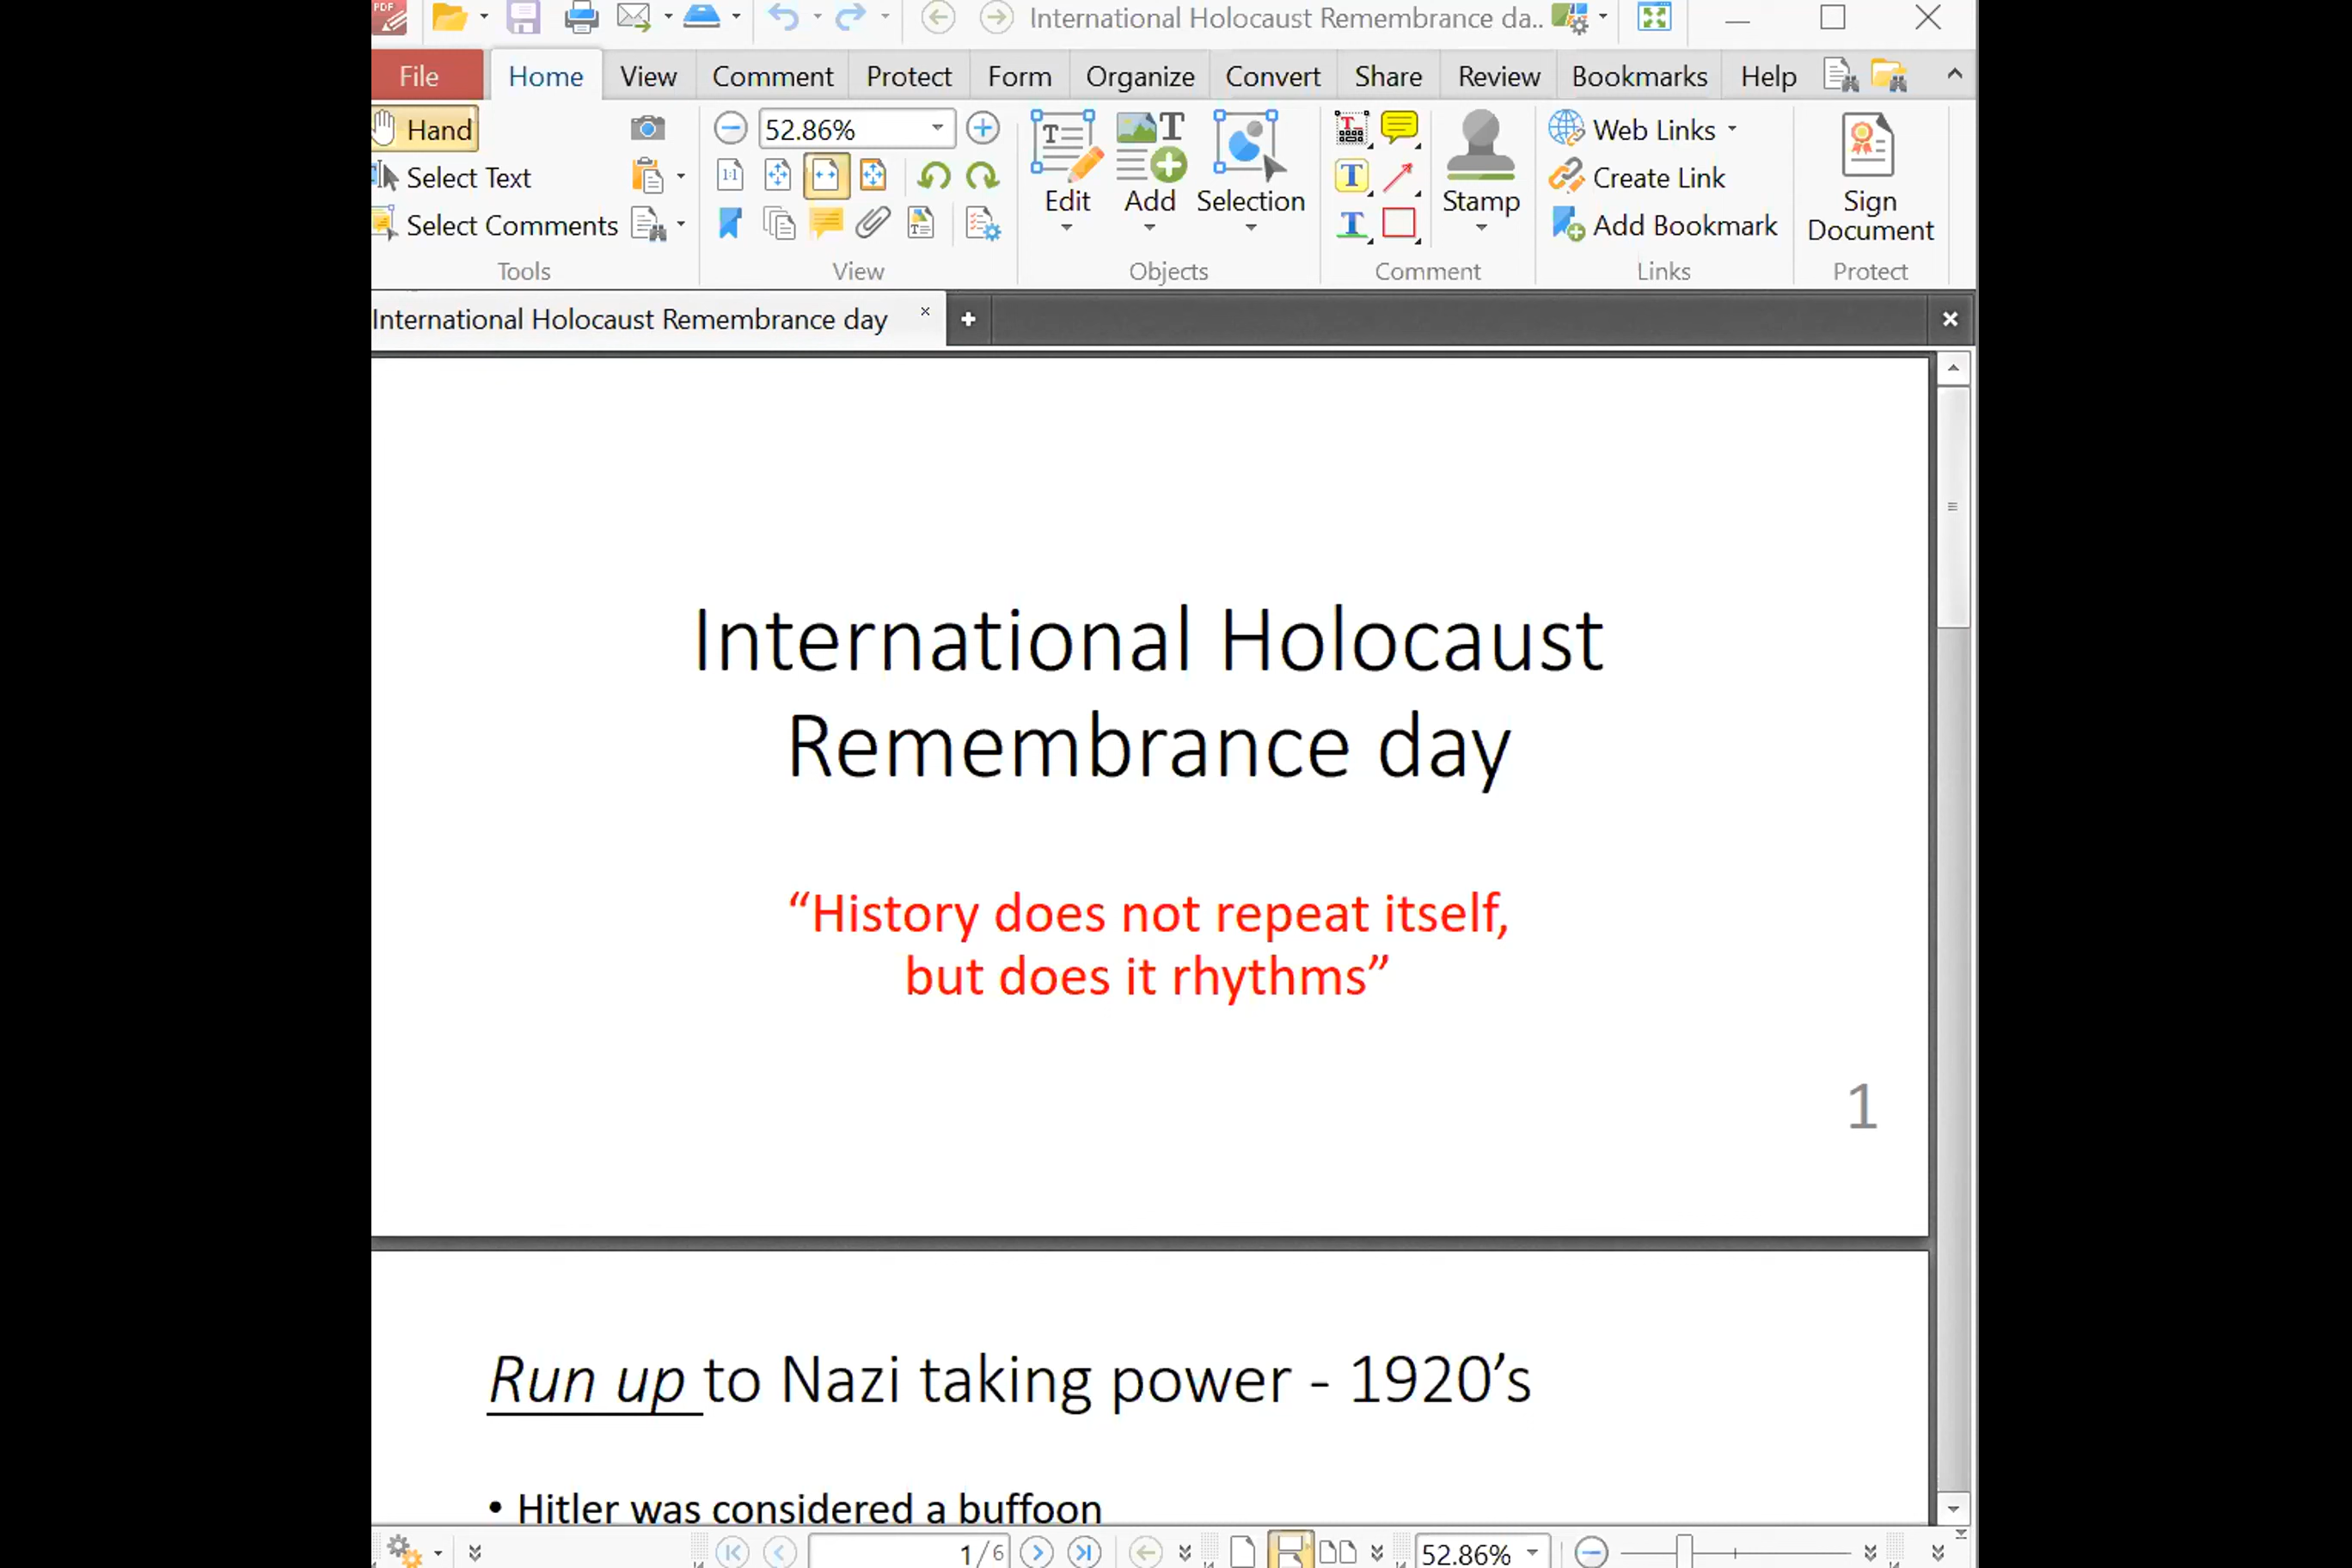 PDF
International Holocaust Remembrance da..
File Home View Comment Protect Form Organize Convert Share Review Bookmarks Help
Hand
Select Text
Select Comments
Tools
52.86%
1:1
View
Edit
Add
Selection
Objects
Comment
Stamp
Web Links
Create Link
Add Bookmark
Links
Sign
Document
Protect
International Holocaust Remembrance day
International Holocaust
Remembrance day
“History does not repeat itself,
but does it rhythms”
1
Run up to Nazi taking power - 1920’s
• Hitler was considered a buffoon
1 / 6
52.86%